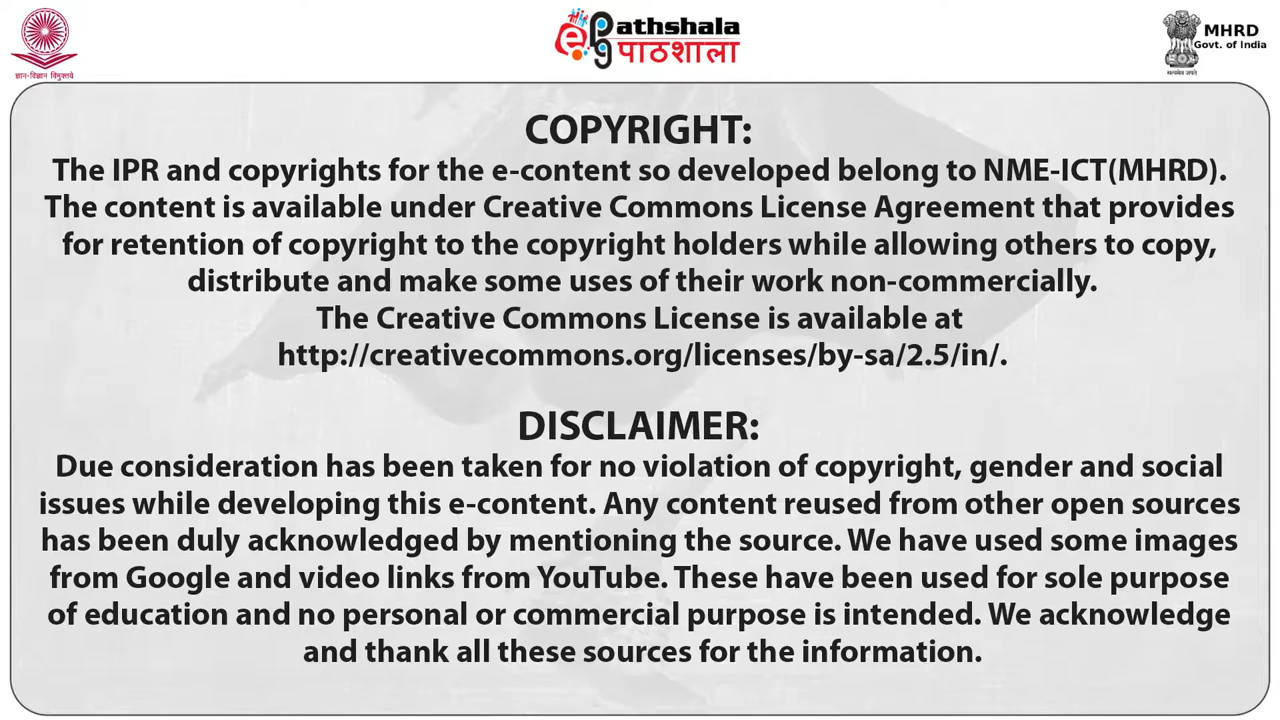 ज्ञान-विज्ञान विमुक्तये
ePathshala
पाठशाला
MHRD
Govt. of India
सत्यमेव जयते
COPYRIGHT:
The IPR and copyrights for the e-content so developed belong to NME-ICT(MHRD).
The content is available under Creative Commons License Agreement that provides
for retention of copyright to the copyright holders while allowing others to copy,
distribute and make some uses of their work non-commercially.
The Creative Commons License is available at
http://creativecommons.org/licenses/by-sa/2.5/in/.
DISCLAIMER:
Due consideration has been taken for no violation of copyright, gender and social
issues while developing this e-content. Any content reused from other open sources
has been duly acknowledged by mentioning the source. We have used some images
from Google and video links from YouTube. These have been used for sole purpose
of education and no personal or commercial purpose is intended. We acknowledge
and thank all these sources for the information.